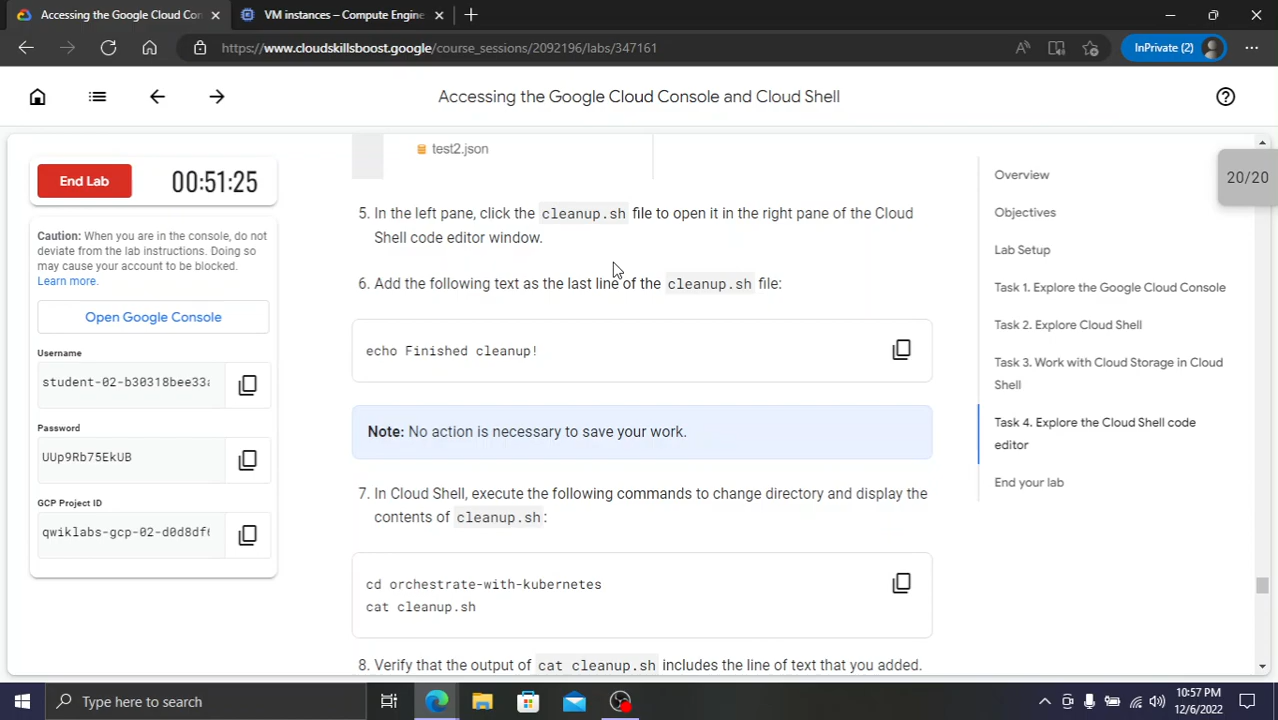 Accessing the Google Cloud Con
VM instances – Compute Engine
https://www.cloudskillsboost.google/course_sessions/2092196/labs/347161
InPrivate (2)
Accessing the Google Cloud Console and Cloud Shell
End Lab
00:51:25
Caution: When you are in the console, do not
deviate from the lab instructions. Doing so
may cause your account to be blocked.
Learn more.
Open Google Console
Username
student-02-b30318bee33a
Password
UUp9Rb75EkUB
GCP Project ID
qwiklabs-gcp-02-d0d8df6
test2.json
5. In the left pane, click the cleanup.sh file to open it in the right pane of the Cloud
Shell code editor window.
6. Add the following text as the last line of the cleanup.sh file:
echo Finished cleanup!
Note: No action is necessary to save your work.
7. In Cloud Shell, execute the following commands to change directory and display the
contents of cleanup.sh:
cd orchestrate-with-kubernetes
cat cleanup.sh
8. Verify that the output of cat cleanup.sh includes the line of text that you added.
20/20
Overview
Objectives
Lab Setup
Task 1. Explore the Google Cloud Console
Task 2. Explore Cloud Shell
Task 3. Work with Cloud Storage in Cloud
Shell
Task 4. Explore the Cloud Shell code
editor
End your lab
Type here to search
10:57 PM
12/6/2022